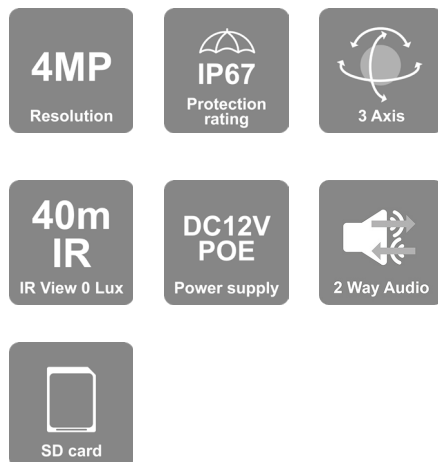 4MP
Resolution
IP67
Protection
rating
3 Axis
40m
IR
IR View 0 Lux
DC12V
POE
Power supply
2 Way Audio
SD card